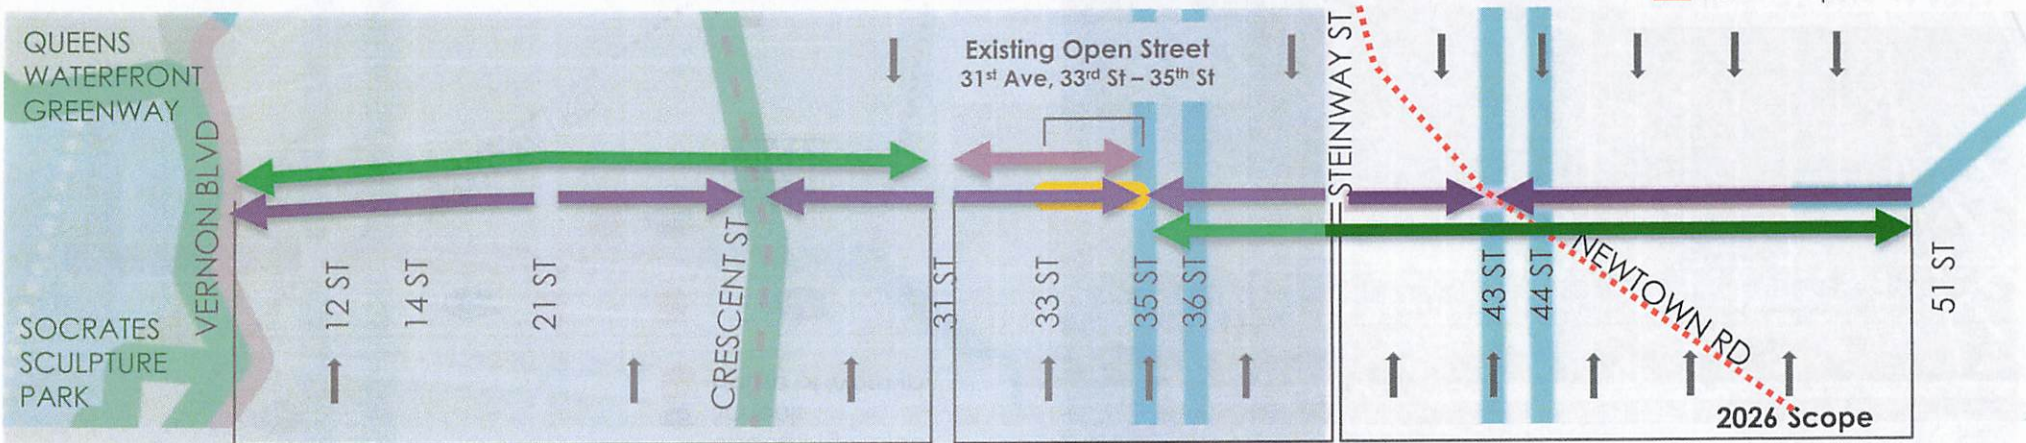 QUEENS
WATERFRONT
GREENWAY
VERNON BLVD
SOCRATES
SCULPTURE
PARK
12 ST
14 ST
21 ST
CRESCENT ST
31 ST
Existing Open Street
31st Ave, 33rd St – 35th St
33 ST
35 ST
36 ST
STEINWAY ST
43 ST
44 ST
NEWTOWN RD
51 ST
2026 Scope